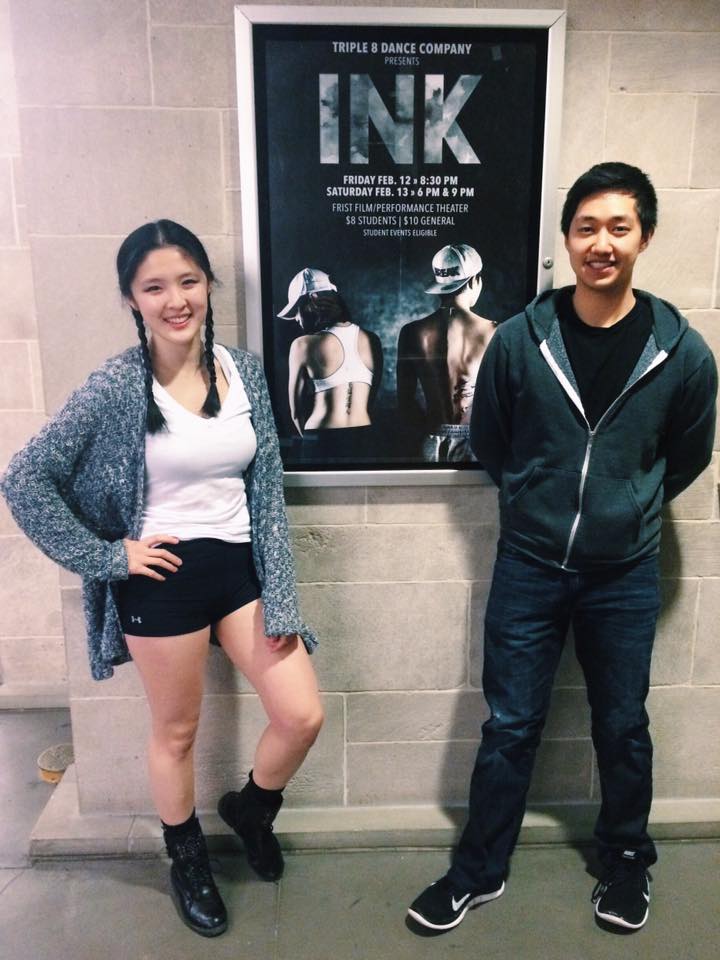 TRIPLE 8 DANCE COMPANY
PRESENTS
INK
FRIDAY FEB. 12 » 8:30 PM
SATURDAY FEB. 13 » 6 PM & 9 PM
FRIST FILM/PERFORMANCE THEATER
$8 STUDENTS | $10 GENERAL
STUDENT EVENTS ELIGIBLE